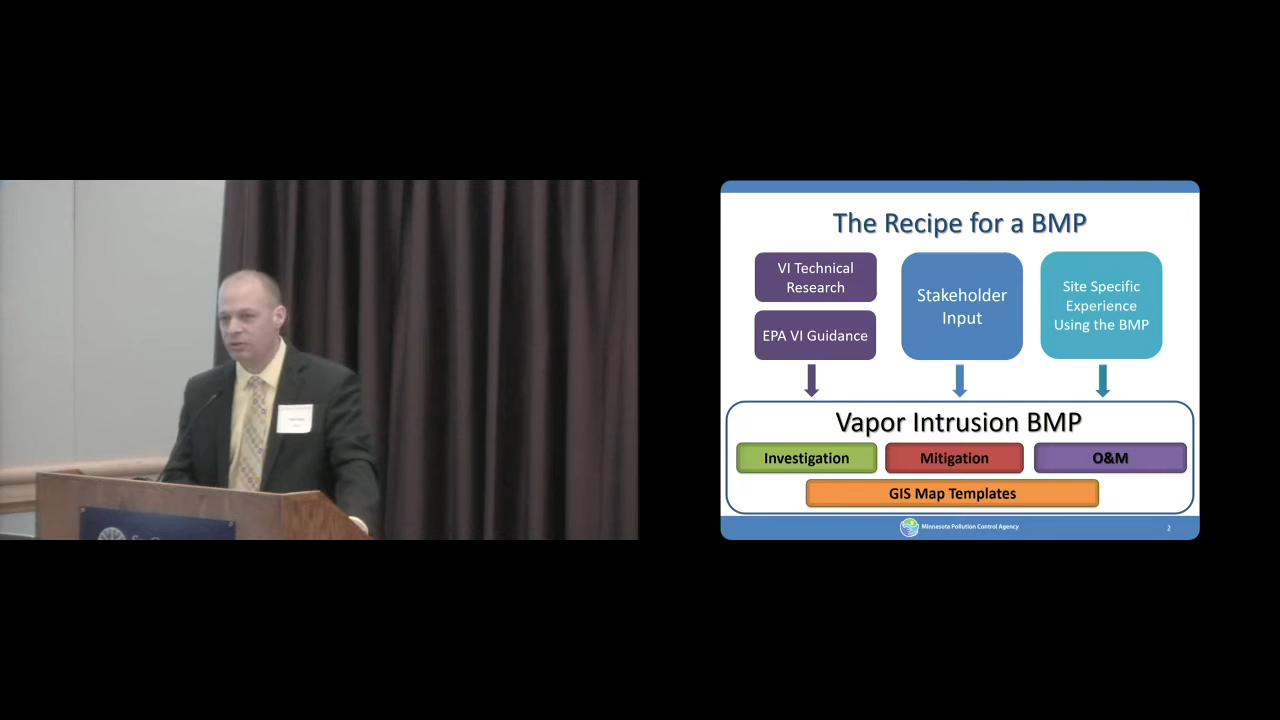 The Recipe for a BMP
VI Technical
Research
EPA VI Guidance
Stakeholder
Input
Site Specific
Experience
Using the BMP
Vapor Intrusion BMP
Investigation
Mitigation
O&M
GIS Map Templates
Minnesota Pollution Control Agency
2